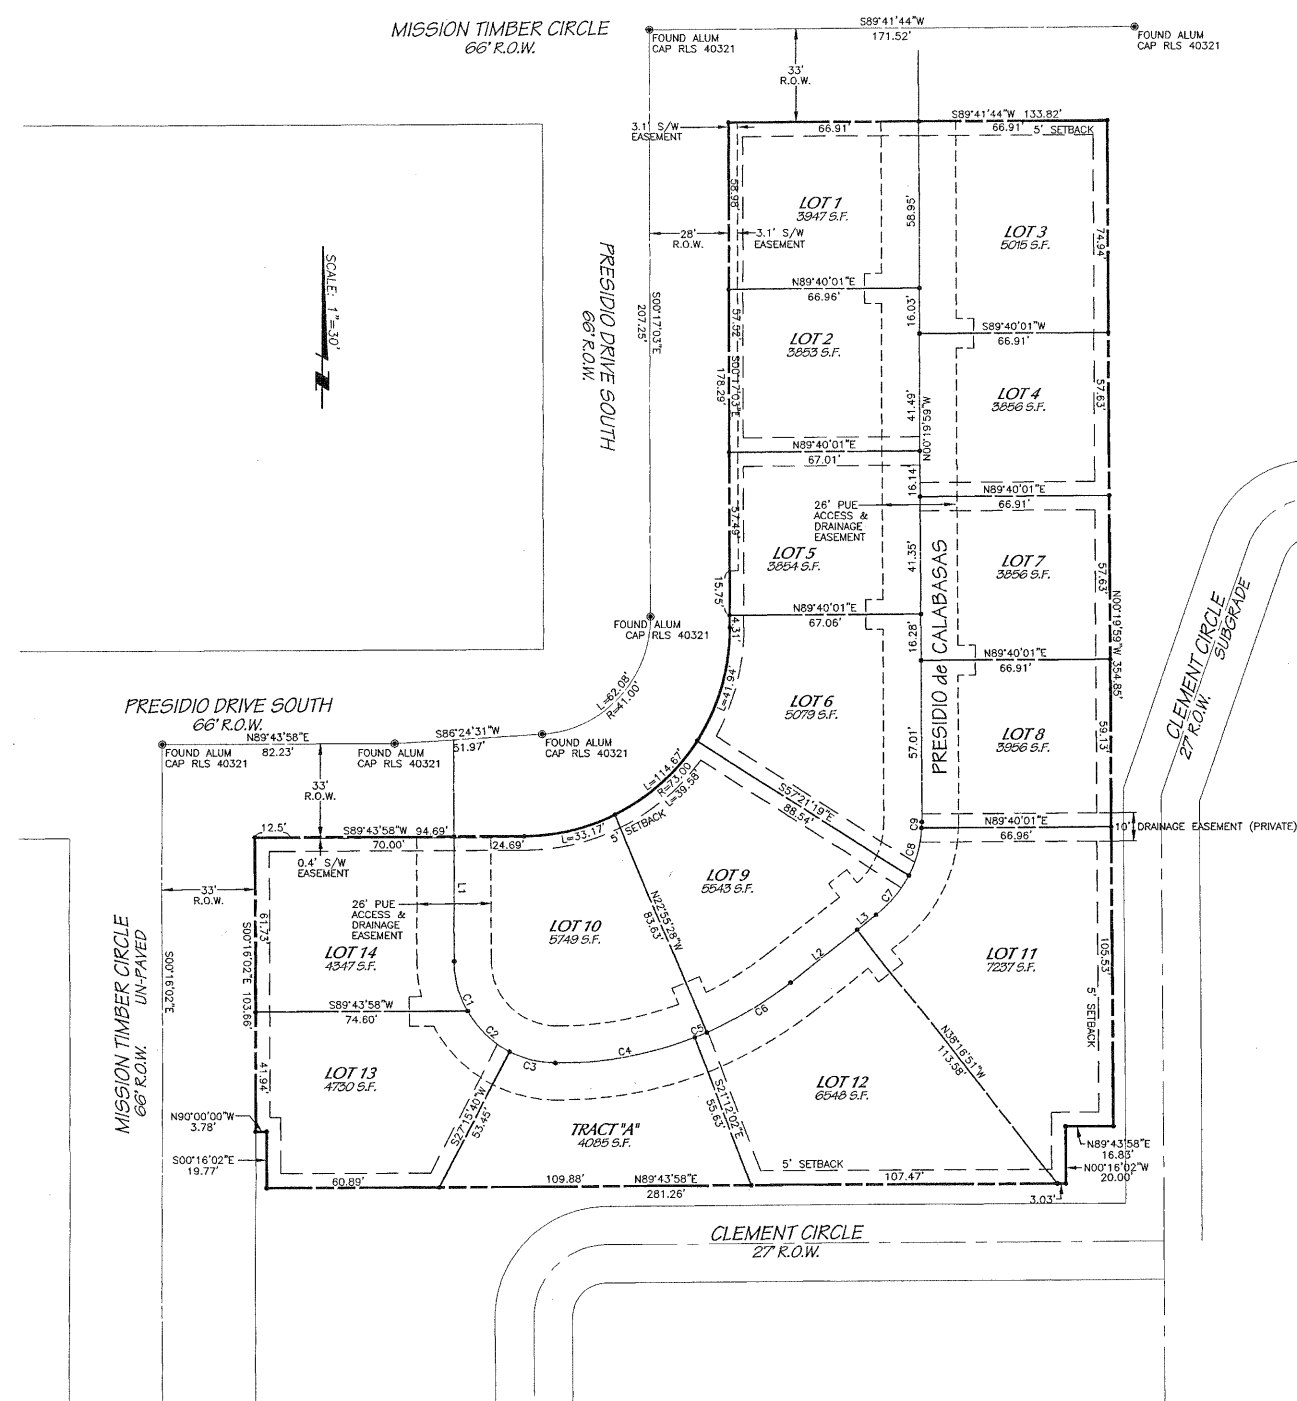 MISSION TIMBER CIRCLE
66' R.O.W.
FOUND ALUM
CAP RLS 40321
S89°41'44"W
171.52'
FOUND ALUM
CAP RLS 40321
33'
R.O.W.
3.1' S/W
EASEMENT
66.91'
S89°41'44"W 133.82'
66.91'
5' SETBACK
58.98'
LOT 1
3947 S.F.
58.95'
LOT 3
5015 S.F.
74.94'
28'
R.O.W.
3.1' S/W
EASEMENT
SCALE: 1"=30'
PRESIDIO DRIVE SOUTH
66' R.O.W.
S00°17'03"E
207.25'
N89°40'01"E
66.96'
16.03'
S89°40'01"W
66.91'
57.52'
LOT 2
3853 S.F.
S00°17'03"E
178.29'
41.49'
N00°19'59"W
LOT 4
3856 S.F.
57.63'
N89°40'01"E
67.01'
16.14'
N89°40'01"E
66.91'
26' PUE
ACCESS &
DRAINAGE
EASEMENT
57.49'
LOT 5
3854 S.F.
41.35'
PRESIDIO de CALABASAS
LOT 7
3856 S.F.
57.63'
N00°19'59"W 354.85'
CLEMENT CIRCLE
27' R.O.W.
SUBGRADE
15.75'
4.31'
N89°40'01"E
67.06'
16.28'
FOUND ALUM
CAP RLS 40321
N89°40'01"E
66.91'
L=62.08'
R=41.00'
L=41.94'
LOT 6
5079 S.F.
57.01'
LOT 8
3956 S.F.
59.13'
PRESIDIO DRIVE SOUTH
66' R.O.W.
N89°43'58"E
82.23'
S86°24'31"W
51.97'
FOUND ALUM
CAP RLS 40321
FOUND ALUM
CAP RLS 40321
FOUND ALUM
CAP RLS 40321
33'
R.O.W.
L=114.67'
R=73.00
L=39.58'
S57°21'19"E
88.54'
C9
N89°40'01"E
66.96'
10' DRAINAGE EASEMENT (PRIVATE)
12.5'
S89°43'58"W 94.69'
70.00'
24.69'
L=33.17'
5' SETBACK
C8
0.4' S/W
EASEMENT
33'
R.O.W.
26' PUE
ACCESS &
DRAINAGE
EASEMENT
L1
LOT 9
5543 S.F.
C7
L3
MISSION TIMBER CIRCLE
66' R.O.W.
UN-PAVED
S00°16'02"E
61.73'
S00°16'02"E 103.66'
LOT 14
4347 S.F.
LOT 10
5749 S.F.
N22°55'28"W
83.63'
L2
LOT 11
7237 S.F.
105.53'
5' SETBACK
S89°43'58"W
74.60'
C1
C2
C3
C4
C5
C6
N38°16'51"W
113.58'
41.94'
LOT 13
4730 S.F.
S27°15'40"W
53.45'
TRACT "A"
4085 S.F.
S21°12'02"E
55.63'
LOT 12
6548 S.F.
N90°00'00"W
3.78'
S00°16'02"E
19.77'
5' SETBACK
N89°43'58"E
16.83'
N00°16'02"W
20.00'
60.89'
109.88'
N89°43'58"E
281.26'
107.47'
3.03'
CLEMENT CIRCLE
27' R.O.W.